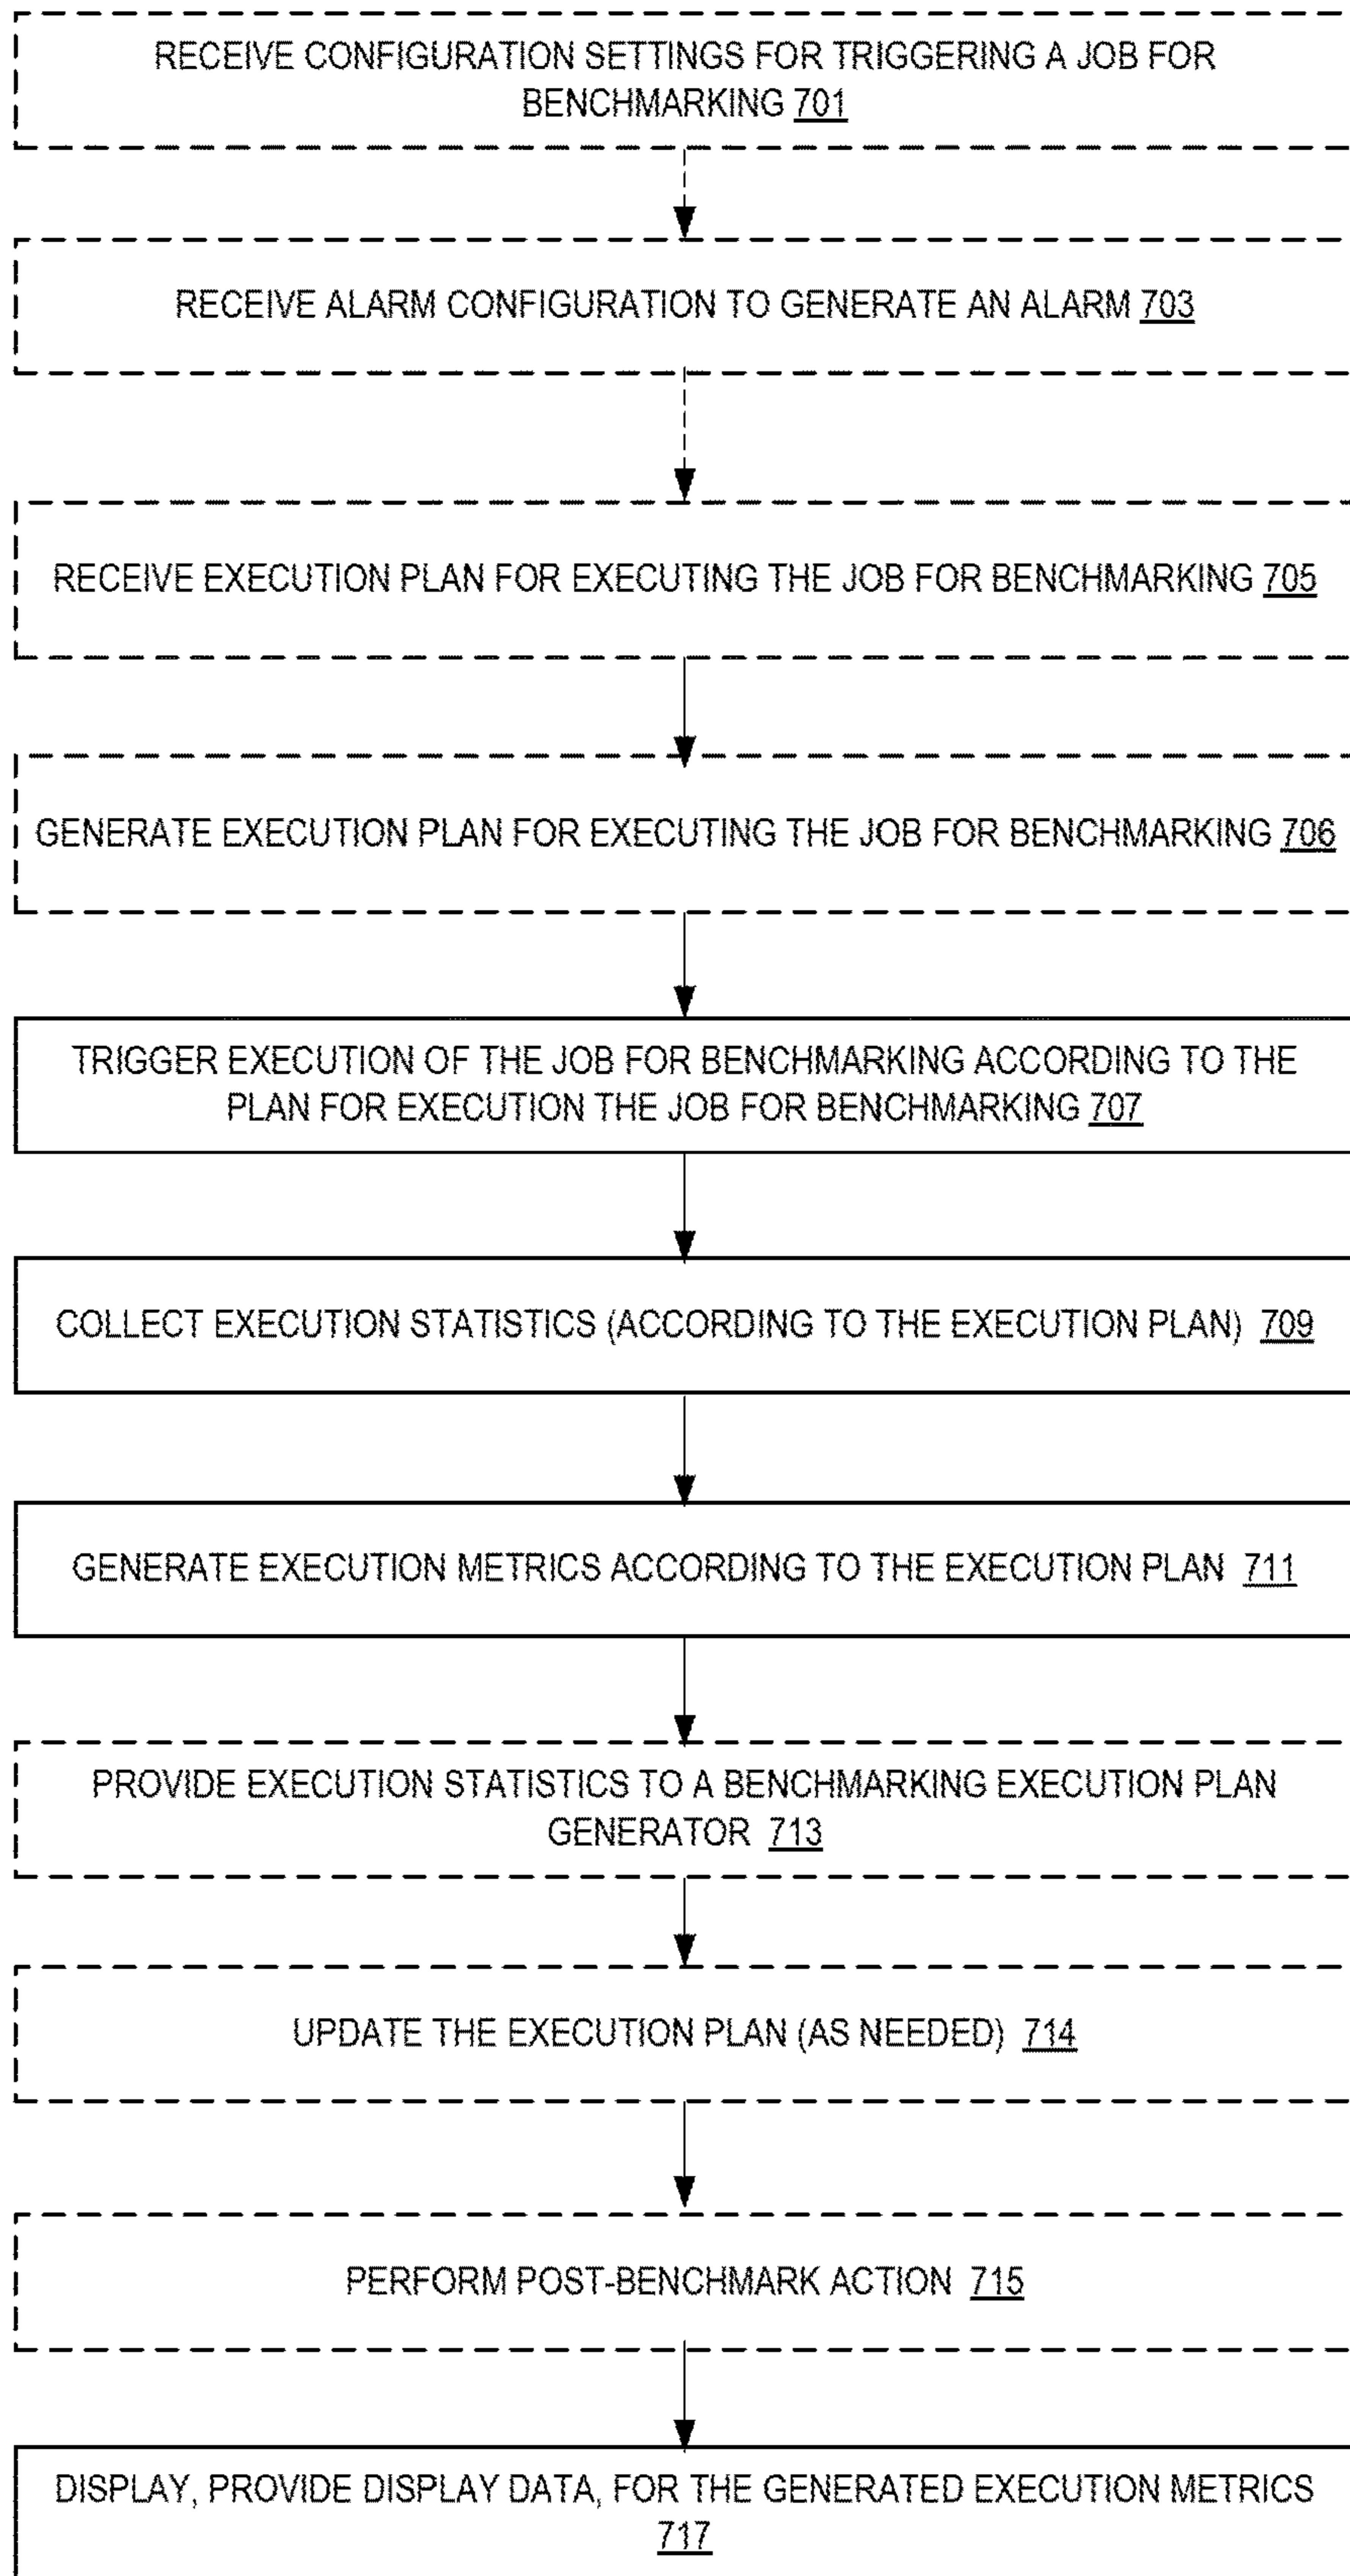 RECEIVE CONFIGURATION SETTINGS FOR TRIGGERING A JOB FOR
BENCHMARKING 701
RECEIVE ALARM CONFIGURATION TO GENERATE AN ALARM 703
RECEIVE EXECUTION PLAN FOR EXECUTING THE JOB FOR BENCHMARKING 705
GENERATE EXECUTION PLAN FOR EXECUTING THE JOB FOR BENCHMARKING 706
TRIGGER EXECUTION OF THE JOB FOR BENCHMARKING ACCORDING TO THE
PLAN FOR EXECUTION THE JOB FOR BENCHMARKING 707
COLLECT EXECUTION STATISTICS (ACCORDING TO THE EXECUTION PLAN) 709
GENERATE EXECUTION METRICS ACCORDING TO THE EXECUTION PLAN 711
PROVIDE EXECUTION STATISTICS TO A BENCHMARKING EXECUTION PLAN
GENERATOR 713
UPDATE THE EXECUTION PLAN (AS NEEDED) 714
PERFORM POST-BENCHMARK ACTION 715
DISPLAY, PROVIDE DISPLAY DATA, FOR THE GENERATED EXECUTION METRICS
717